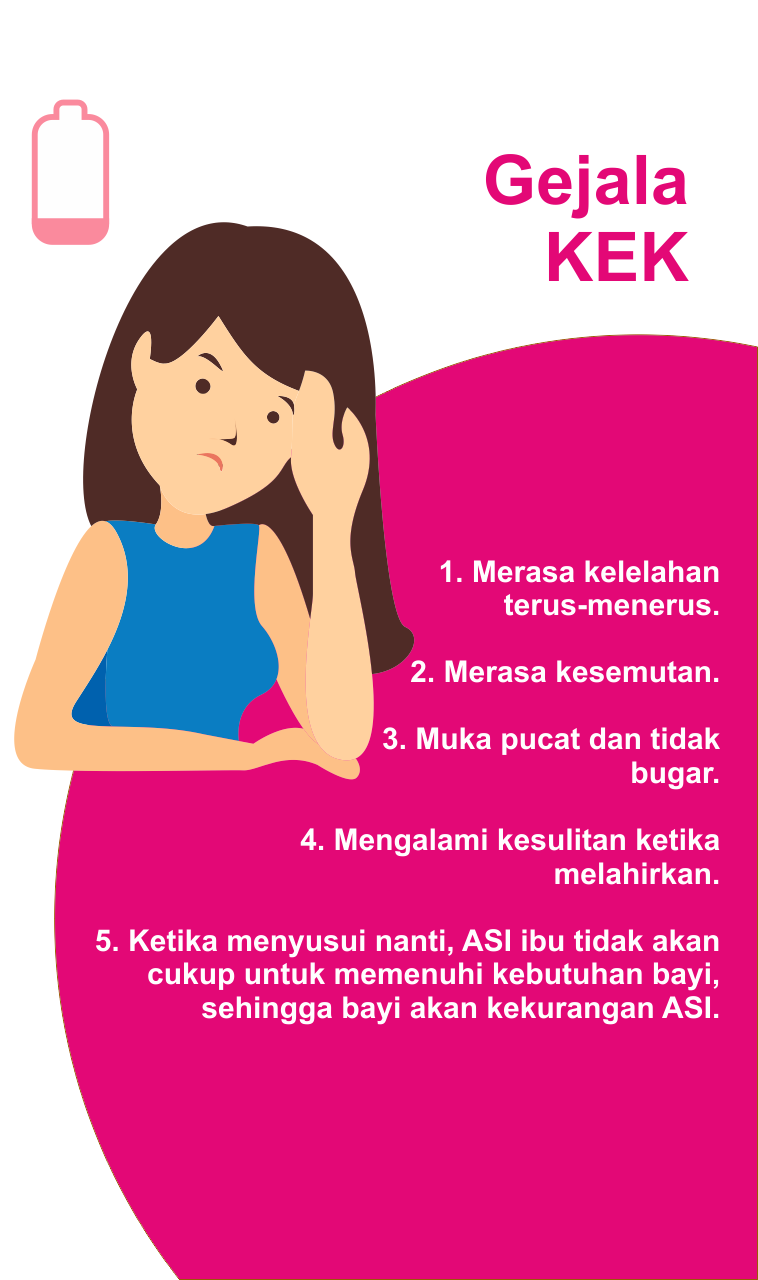 Gejala
KEK
1. Merasa kelelahan
terus-menerus.
2. Merasa kesemutan.
3. Muka pucat dan tidak
bugar.
4. Mengalami kesulitan ketika
melahirkan.
5. Ketika menyusui nanti, ASI ibu tidak akan
cukup untuk memenuhi kebutuhan bayi,
sehingga bayi akan kekurangan ASI.